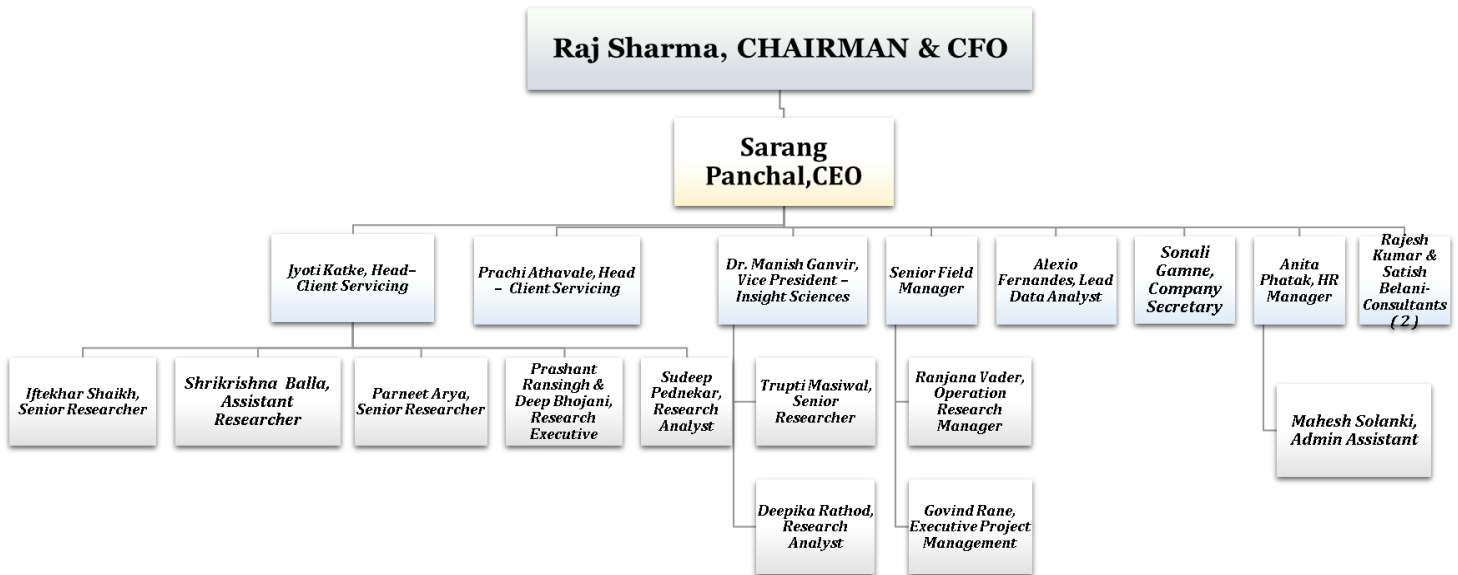 Raj Sharma, CHAIRMAN & CFO
Sarang
Panchal,CEO
Jyoti Katke, Head–
Client Servicing
Prachi Athavale, Head
– Client Servicing
Dr. Manish Ganvir,
Vice President –
Insight Sciences
Senior Field
Manager
Alexio
Fernandes, Lead
Data Analyst
Sonali
Gamne,
Company
Secretary
Anita
Phatak, HR
Manager
Rajesh
Kumar &
Satish
Belani-
Consultants
( 2 )
Iftekhar Shaikh,
Senior Researcher
Shrikrishna Balla,
Assistant
Researcher
Parneet Arya,
Senior Researcher
Prashant
Ransingh &
Deep Bhojani,
Research
Executive
Sudeep
Pednekar,
Research
Analyst
Trupti Masiwal,
Senior
Researcher
Ranjana Vader,
Operation
Research
Manager
Mahesh Solanki,
Admin Assistant
Deepika Rathod,
Research
Analyst
Govind Rane,
Executive Project
Management